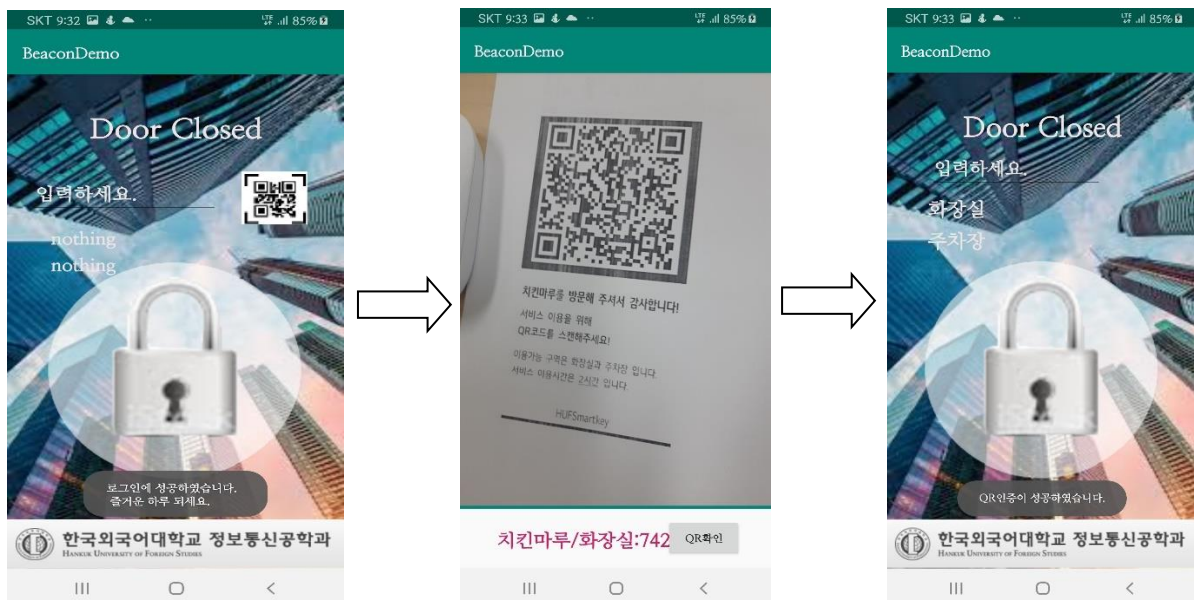 SKT 9:32
LTE 85%
BeaconDemo
Door Closed
입력하세요.
nothing
nothing
로그인에 성공하였습니다.
즐거운 하루 되세요.
한국외국어대학교 정보통신공학과
HANKUK UNIVERSITY OF FOREIGN STUDIES
SKT 9:33
LTE 85%
BeaconDemo
치킨마루를 방문해 주셔서 감사합니다!
서비스 이용을 위해
QR코드를 스캔해주세요!
이용가능 구역은 화장실과 주차장 입니다.
서비스 이용시간은 2시간 입니다
HUFSmartkey
치킨마루/화장실:742
QR확인
SKT 9:33
LTE 85%
BeaconDemo
Door Closed
입력하세요.
화장실
주차장
QR인증이 성공하였습니다.
한국외국어대학교 정보통신공학과
HANKUK UNIVERSITY OF FOREIGN STUDIES